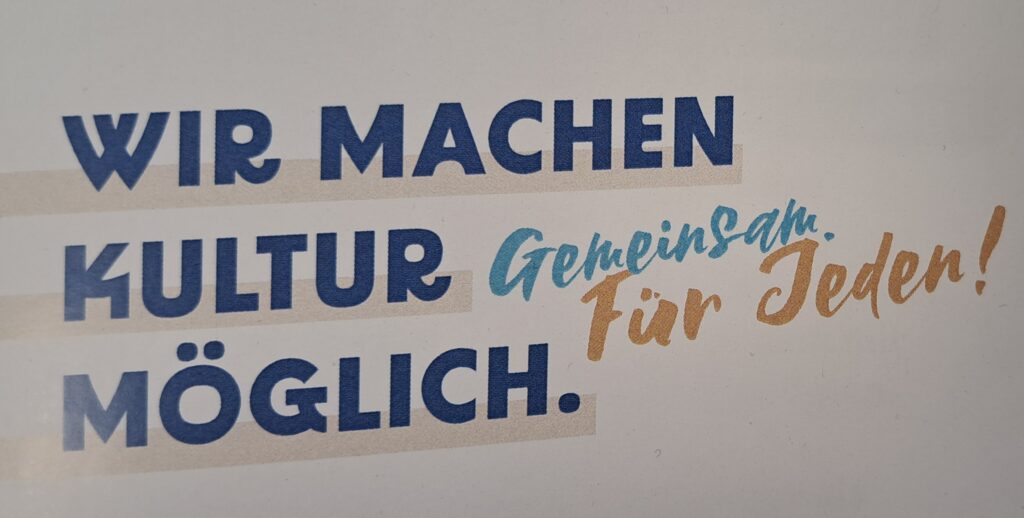 WIR MACHEN
KULTUR
MÖGLICH.
Gemeinsam.
Für Jeden!